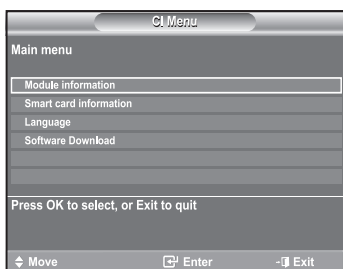 CI Menu
Main menu
Module information
Smart card information
Language
Software Download
Press OK to select, or Exit to quit
Move Enter Exit